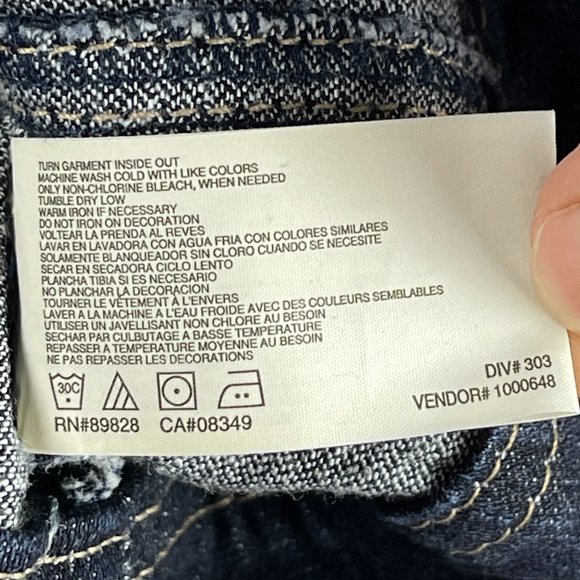 TURN GARMENT INSIDE OUT
MACHINE WASH COLD WITH LIKE COLORS
ONLY NON-CHLORINE BLEACH, WHEN NEEDED
TUMBLE DRY LOW
WARM IRON IF NECESSARY
DO NOT IRON ON DECORATION
VOLTEAR LA PRENDA AL REVES
LAVAR EN LAVADORA CON AGUA FRIA CON COLORES SIMILARES
SOLAMENTE BLANQUEADOR SIN CLORO CUANDO SE NECESITE
SECAR EN SECADORA CICLO LENTO
PLANCHA TIBIA SI ES NECESARIO
NO PLANCHAR LA DECORACION
TOURNER LE VÊTEMENT À L'ENVERS
LAVER A LA MACHINE A L'EAU FROIDE AVEC DES COULEURS SEMBLABLES
UTILISER UN JAVELLISANT NON CHLORE AU BESOIN
SECHAR PAR CULBUTAGE A BASSE TEMPERATURE
REPASSER A TEMPERATURE MOYENNE AU BESOIN
NE PAS REPASSER LES DECORATION
30C
RN#89828 CA#08349
DIV# 303
VENDOR# 1000648